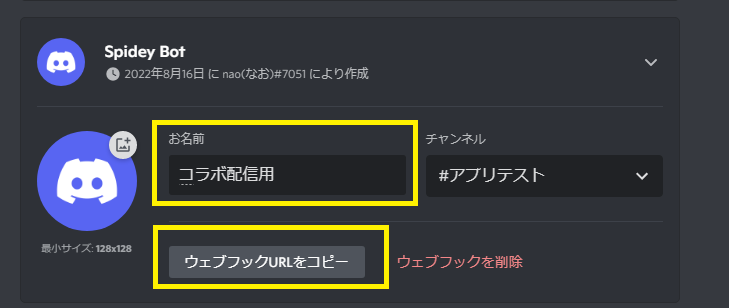 Spidey Bot
2022年8月16日 に nao(なお)#7051 により作成
お名前
チャンネル
コラボ配信用
#アプリテスト
最小サイズ: 128x128
ウェブフックURLをコピー
ウェブフックを削除